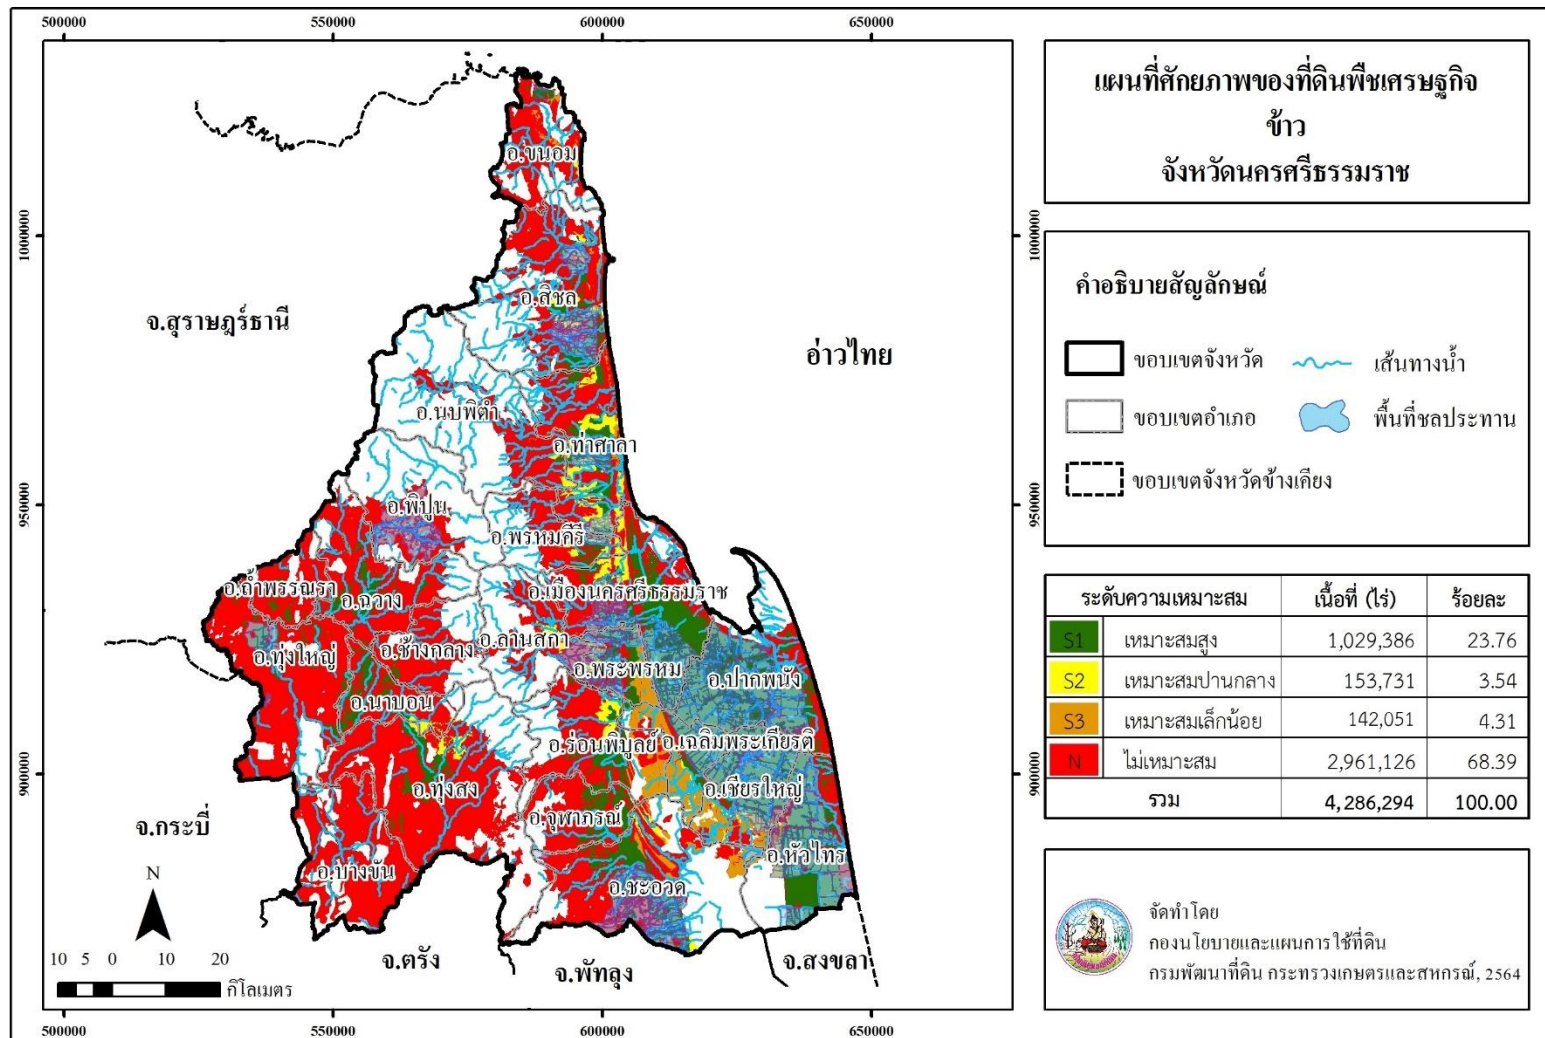 500000 550000 600000 650000
แผนที่ศักยภาพของที่ดินพืชเศรษฐกิจ
ข้าว
จังหวัดนครศรีธรรมราช
อ.ขนอม
1000000 1000000
คำอธิบายสัญลักษณ์
อ.สิชล
จ.สุราษฎร์ธานี
อ่าวไทย
ขอบเขตจังหวัด เส้นทางน้ำ
อ.นบพิตำ
ขอบเขตอำเภอ พื้นที่ชลประทาน
อ.ท่าศาลา
ขอบเขตจังหวัดข้างเคียง
950000 950000
อ.พิปูน
อ.พรหมคีรี
อ.ถ้ำพรรณรา
อ.ฉวาง
อ.เมืองนครศรีธรรมราช
ระดับความเหมาะสม เนื้อที่ (ไร่) ร้อยละ
S1 เหมาะสมสูง 1,029,386 23.76
S2 เหมาะสมปานกลาง 153,731 3.54
S3 เหมาะสมเล็กน้อย 142,051 4.31
N ไม่เหมาะสม 2,961,126 68.39
รวม 4,286,294 100.00
อ.ทุ่งใหญ่
อ.ช้างกลาง
อ.ลานสกา
อ.พระพรหม
อ.ปากพนัง
อ.นาบอน
อ.ร่อนพิบูลย์
อ.เฉลิมพระเกียรติ
900000 900000
อ.ทุ่งสง
อ.เชียรใหญ่
จ.กระบี่
อ.จุฬาภรณ์
อ.หัวไทร
อ.บางขัน
อ.ชะอวด
N
จ.ตรัง
จ.พัทลุง
จ.สงขลา
10 5 0 10 20
กิโลเมตร
จัดทำโดย
กองนโยบายและแผนการใช้ที่ดิน
กรมพัฒนาที่ดิน กระทรวงเกษตรและสหกรณ์, 2564
500000 550000 600000 650000